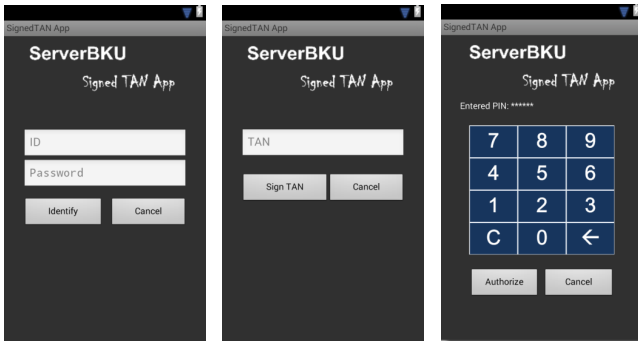 SignedTAN App
ServerBKU
Signed TAN App
ID
Password
Identify Cancel
SignedTAN App
ServerBKU
Signed TAN App
TAN
Sign TAN Cancel
SignedTAN App
ServerBKU
Signed TAN App
Entered PIN: ******
7 8 9
4 5 6
1 2 3
C 0 ←
Authorize Cancel